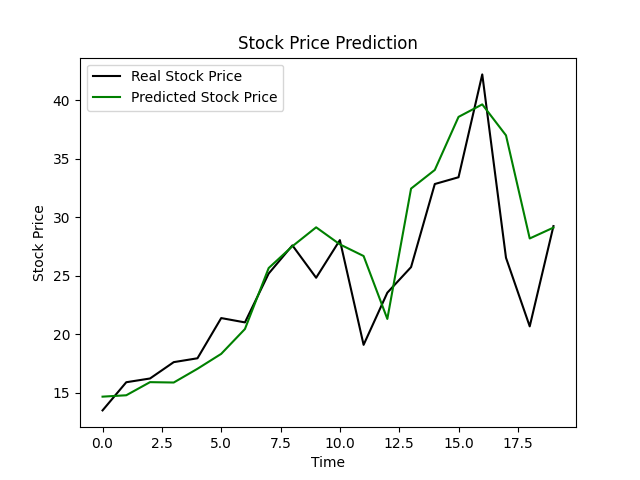 Stock Price Prediction
Real Stock Price
Predicted Stock Price
Stock Price
40
35
30
25
20
15
0.0 2.5 5.0 7.5 10.0 12.5 15.0 17.5
Time